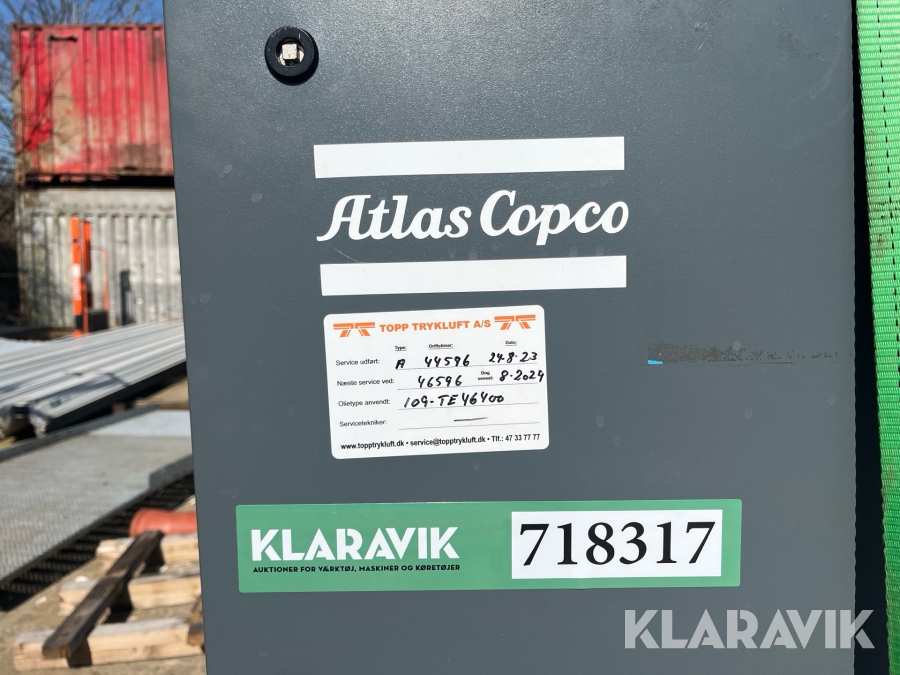 Atlas Copco
TOPP TRYKLUFT A/S
Type: Driftstimer: Dato:
Service udført: A 44596 24.8.23
Næste service ved: 46596 Dog senest: 8.2024
Olietype anvendt: 109-TE46400
Servicetekniker:
www.topptrykluft.dk • service@topptrykluft.dk • Tlf.: 47 33 77 77
KLARAVIK
AUKTIONER FOR VÆRKTØJ, MASKINER OG KØRETØJER
718317
KLARAVIK